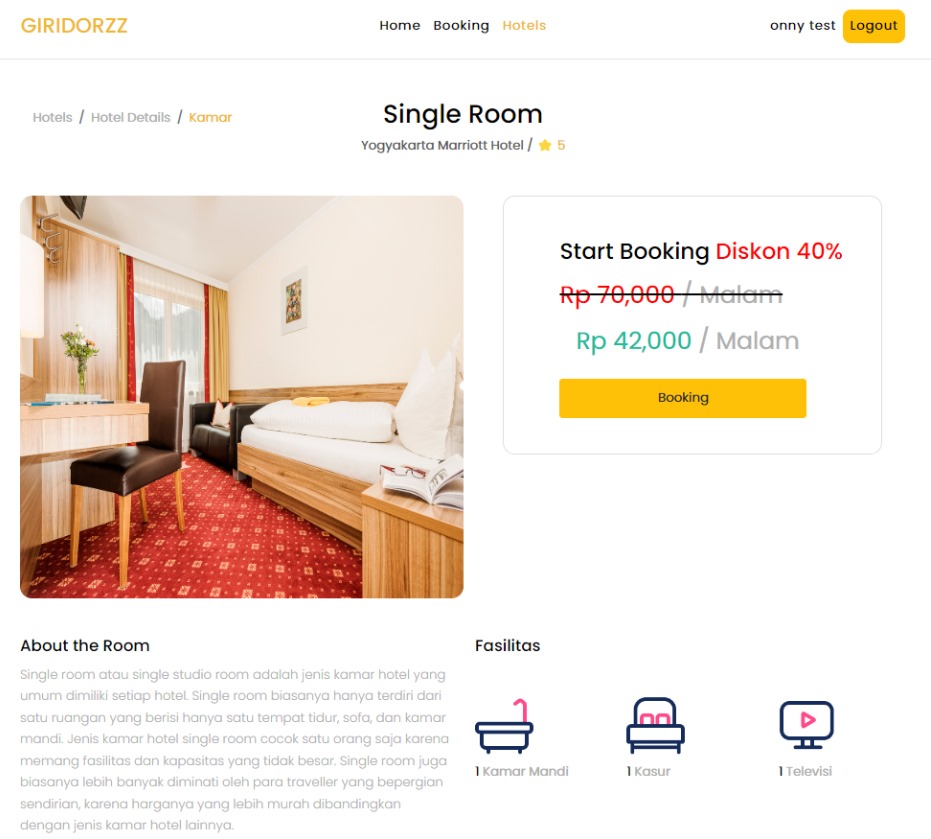 GIRIDORZZ
Home Booking Hotels
onny test Logout
Hotels / Hotel Details / Kamar
Single Room
Yogyakarta Marriott Hotel / 5
Start Booking Diskon 40%
Rp 70,000 / Malam
Rp 42,000 / Malam
Booking
About the Room
Single room atau single studio room adalah jenis kamar hotel yang
umum dimiliki setiap hotel. Single room biasanya hanya terdiri dari
satu ruangan yang berisi hanya satu tempat tidur, sofa, dan kamar
mandi. Jenis kamar hotel single room cocok satu orang saja karena
memang fasilitas dan kapasitas yang tidak besar. Single room juga
biasanya lebih banyak diminati oleh para traveller yang bepergian
sendirian, karena harganya yang lebih murah dibandingkan
dengan jenis kamar hotel lainnya.
Fasilitas
1 Kamar Mandi
1 Kasur
1 Televisi